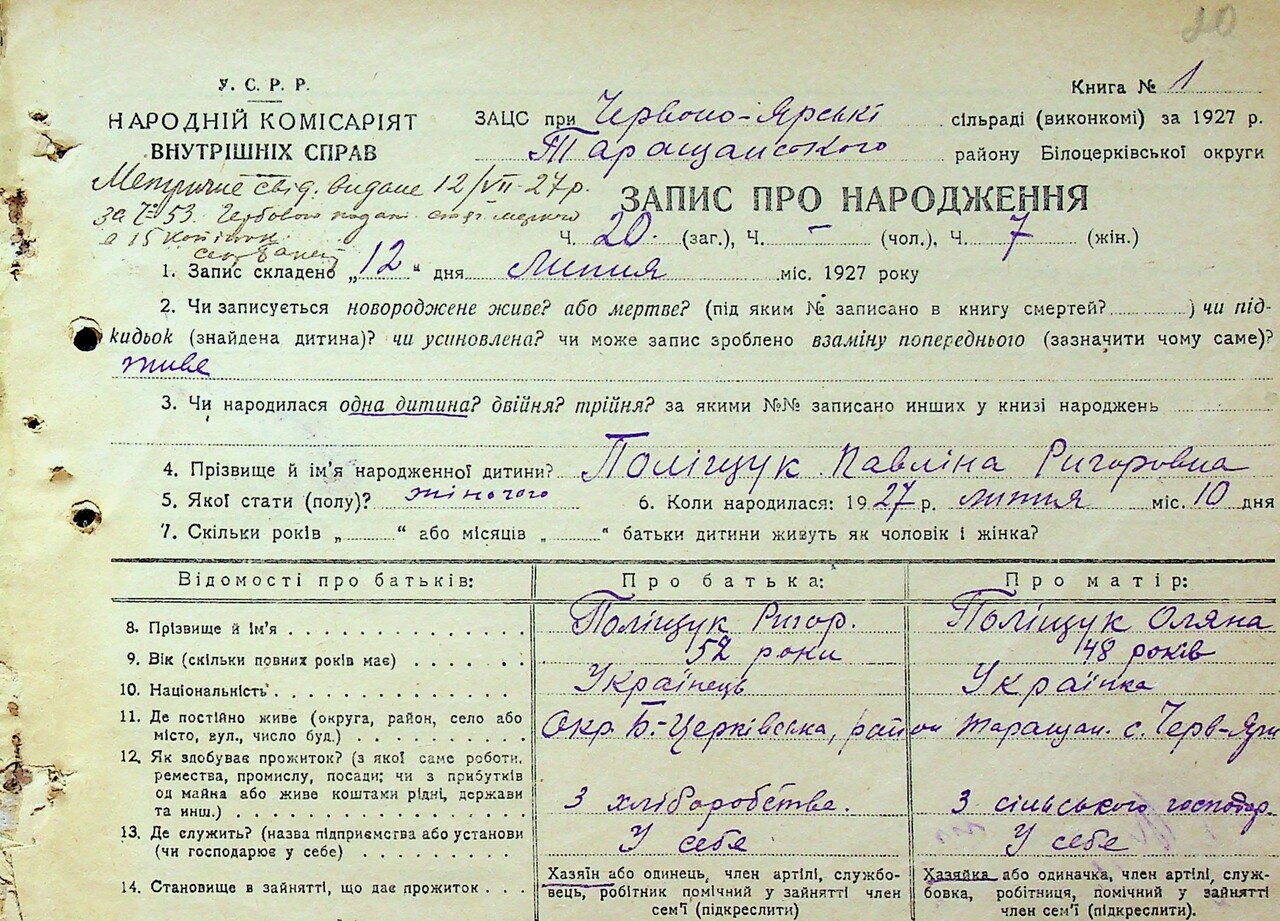 20
У. С. Р. Р.
НАРОДНІЙ КОМІСАРІЯТ
ВНУТРІШНІХ СПРАВ
Книга № 1
ЗАЦС при Червоно-Ярські сільраді (виконкомі) за 1927 р.
Таращанського району Білоцерківської округи
Метричне свід. видане 12/VII-27р.
за № 53.
15 копійок
ЗАПИС ПРО НАРОДЖЕННЯ
Ч. 20. (заг.), Ч. - (чол.), Ч. 7 (жін.)
1. Запис складено „12“ дня Липня міс. 1927 року
2. Чи записується новороджене живе? або мертве? (під яким № записано в книгу смертей?) чи під-
кидьок (знайдена дитина)? чи усиновлена? чи може запис зроблено взаміну попереднього (зазначити чому саме)?
живе
3. Чи народилася одна дитина? двійня? трійня? за якими №№ записано инших у книзі народжень
4. Прізвище й ім'я народженної дитини? Поліщук Павліна Ригоровна
5. Якої стати (полу)? жіночого 6. Коли народилася: 1927 р. липня міс. 10 дня
7. Скільки років „ “ або місяців „ “ батьки дитини живуть як чоловік і жінка?
Відомості про батьків: Про батька: Про матір:
8. Прізвище й ім'я Поліщук Ригор. Поліщук Оляна
9. Вік (скільки повних років має) 52 роки 48 років
10. Національність Українець Українка
11. Де постійно живе (округа, район, село або
місто, вул., число буд.) Окр. Б.-Церківська, район Таращан. с. Черв-Яри
12. Як здобуває прожиток? (з якої саме роботи,
ремества, промислу, посади; чи з прибутків
од майна або живе коштами рідні, держави
та инш.) З хліборобства. З сільського господар.
13. Де служить? (назва підприємства або установи
(чи господарює у себе) У себе У себе
14. Становище в зайнятті, що дає прожиток
Хазяїн або одинець, член артілі, службо-
вець, робітник помічний у зайнятті член
сем'ї (підкреслити)
Хазяйка або одиначка, член артілі, служ-
бовка, робітниця, помічний у зайнятті
член сем'ї (підкреслити).